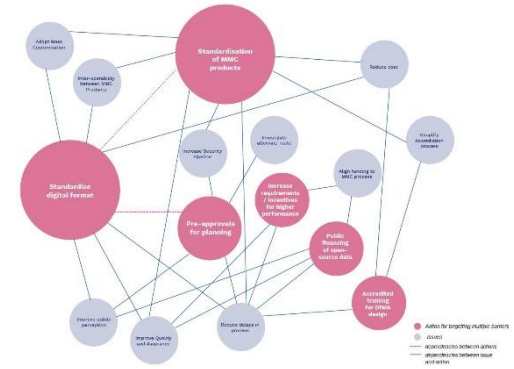 Adopt Mass
Customisation
Standardisation
of MMC
products
Inter-operability
between MMC
Products
Reduce cost
Simplify
Accreditation
process
Increase Security
Pipeline
Immediate
alternate route
Align funding to
MMC process
Standardise
digital format
Increase
requirements
/ incentives
for higher
performance
Pre-approvals
for planning
Public
financing
of open-
source data
Accredited
training
for DfMA
design
Improve public
perception
Improve Quality
and Assurance
Reduce delays in
process
Action for targetting multiple barriers
Issues
dependencies between actions
dependencies between issue
and action